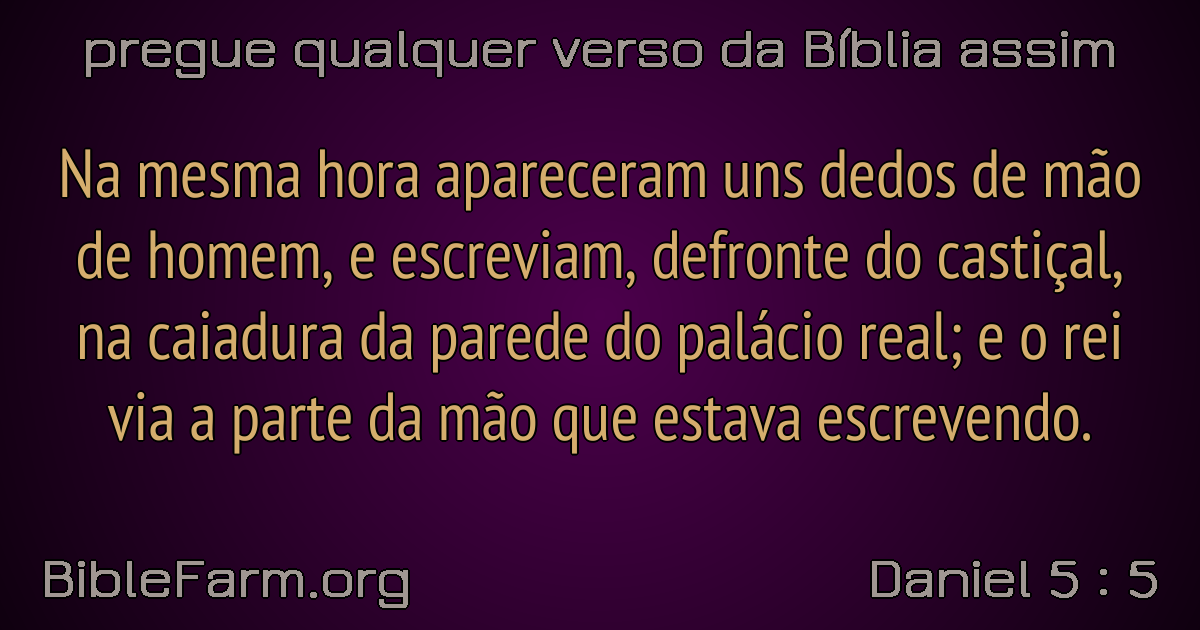 pregue qualquer verso da Bíblia assim
Na mesma hora apareceram uns dedos de mão
de homem, e escreviam, defronte do castiçal,
na caiadura da parede do palácio real; e o rei
via a parte da mão que estava escrevendo.
BibleFarm.org
Daniel 5 : 5